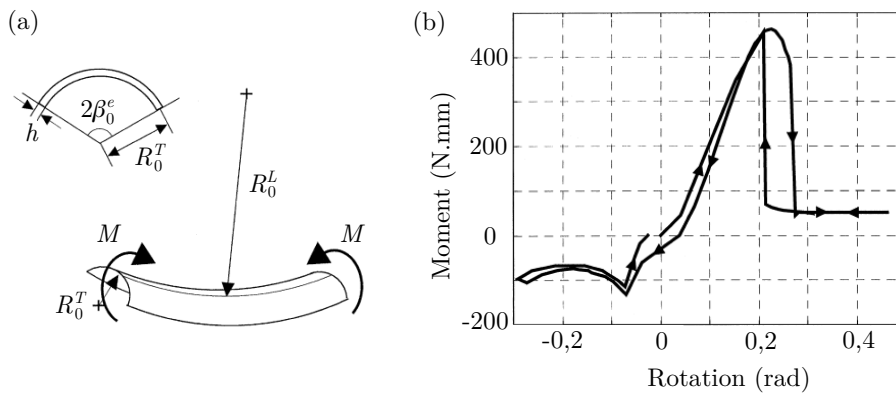 (a)
2β₀ᵉ
h
R₀ᵀ
R₀ᴸ
M
M
R₀ᵀ
(b)
Moment (N.mm)
400
200
0
-200
-0,2
0
0,2
0,4
Rotation (rad)